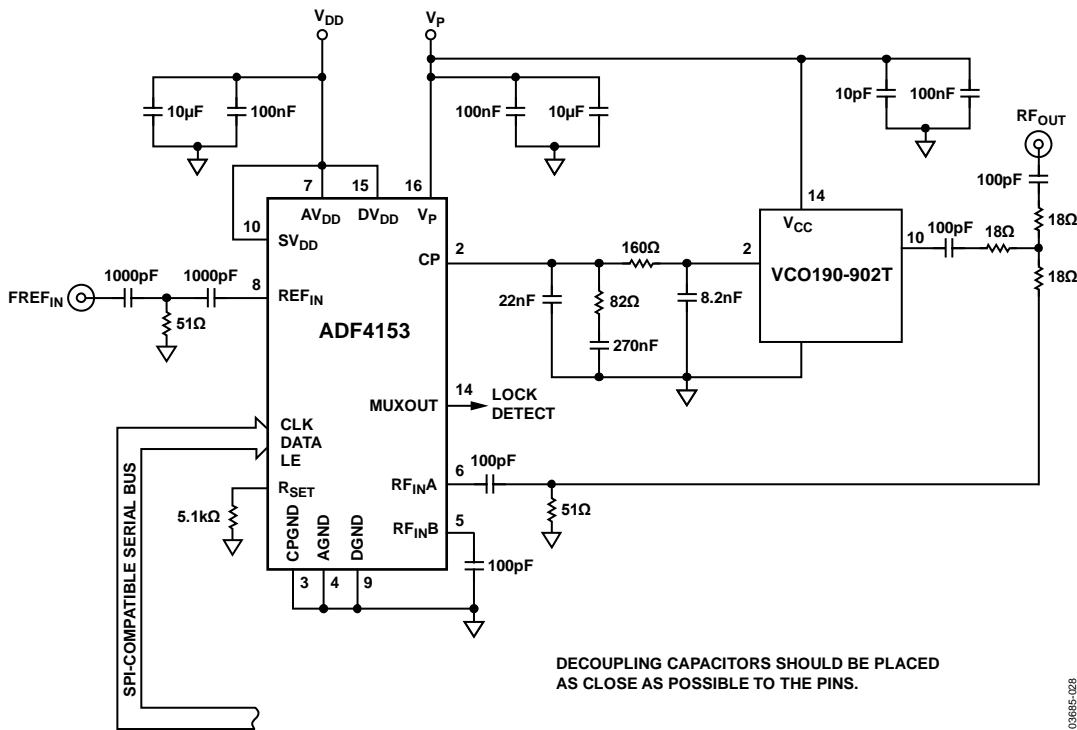 VDD
VP
10µF
100nF
100nF
10µF
10pF
100nF
RFOUT
100pF
18Ω
7
15
16
14
AVDD
DVDD
VP
VCC
10
SVDD
2
CP
160Ω
2
10
100pF
18Ω
18Ω
VCO190-902T
1000pF
1000pF
FREFIN
8
REFIN
51Ω
22nF
82Ω
8.2nF
ADF4153
270nF
14
MUXOUT
LOCK
DETECT
CLK
DATA
LE
6
100pF
RFINA
RSET
51Ω
5.1kΩ
5
RFINB
CPGND
AGND
DGND
100pF
3
4
9
SPI-COMPATIBLE SERIAL BUS
DECOUPLING CAPACITORS SHOULD BE PLACED
AS CLOSE AS POSSIBLE TO THE PINS.
03685-028